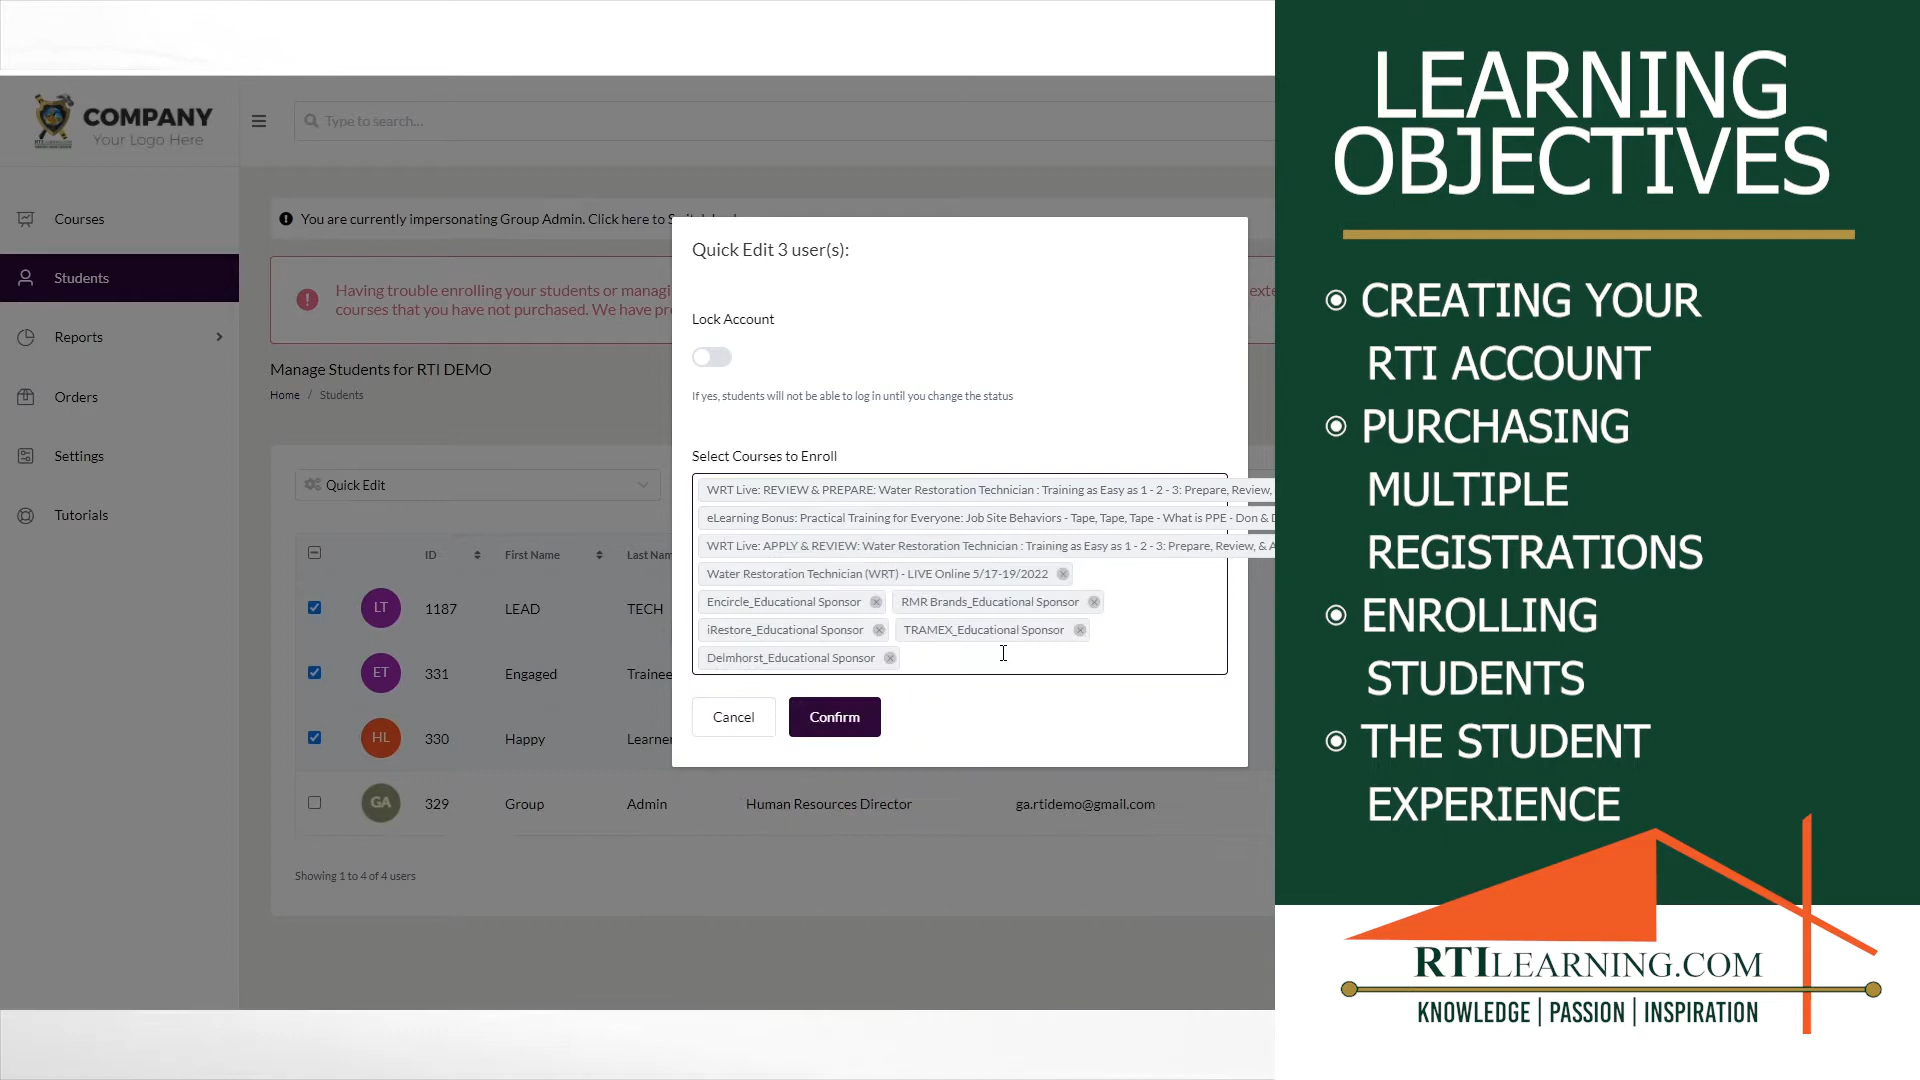 COMPANY
Your Logo Here
Type to search...
Courses
Students
Reports
Orders
Settings
Tutorials
You are currently impersonating Group Admin. Click here to
Having trouble enrolling your students or
courses that you have not purchased. We have
Manage Students for RTI DEMO
Home / Students
Quick Edit
ID First Name Last
LT 1187 LEAD TECH
ET 331 Engaged Trainee
HL 330 Happy Learner
GA 329 Group Admin Human Resources Director ga.rtidemo@gmail.com
Showing 1 to 4 of 4 users
Quick Edit 3 user(s):
Lock Account
If yes, students will not be able to log in until you change the status
Select Courses to Enroll
WRT Live: REVIEW & PREPARE: Water Restoration Technician : Training as Easy as 1 - 2 - 3: Prepare, Review,
eLearning Bonus: Practical Training for Everyone: Job Site Behaviors - Tape, Tape, Tape - What is PPE - Don &
WRT Live: APPLY & REVIEW: Water Restoration Technician : Training as Easy as 1 - 2 - 3: Prepare, Review, &
Water Restoration Technician (WRT) - LIVE Online 5/17-19/2022
Encircle_Educational Sponsor RMR Brands_Educational Sponsor
iRestore_Educational Sponsor TRAMEX_Educational Sponsor
Delmhorst_Educational Sponsor
Cancel Confirm
LEARNING
OBJECTIVES
CREATING YOUR
RTI ACCOUNT
PURCHASING
MULTIPLE
REGISTRATIONS
ENROLLING
STUDENTS
THE STUDENT
EXPERIENCE
RTILEARNING.COM
KNOWLEDGE | PASSION | INSPIRATION